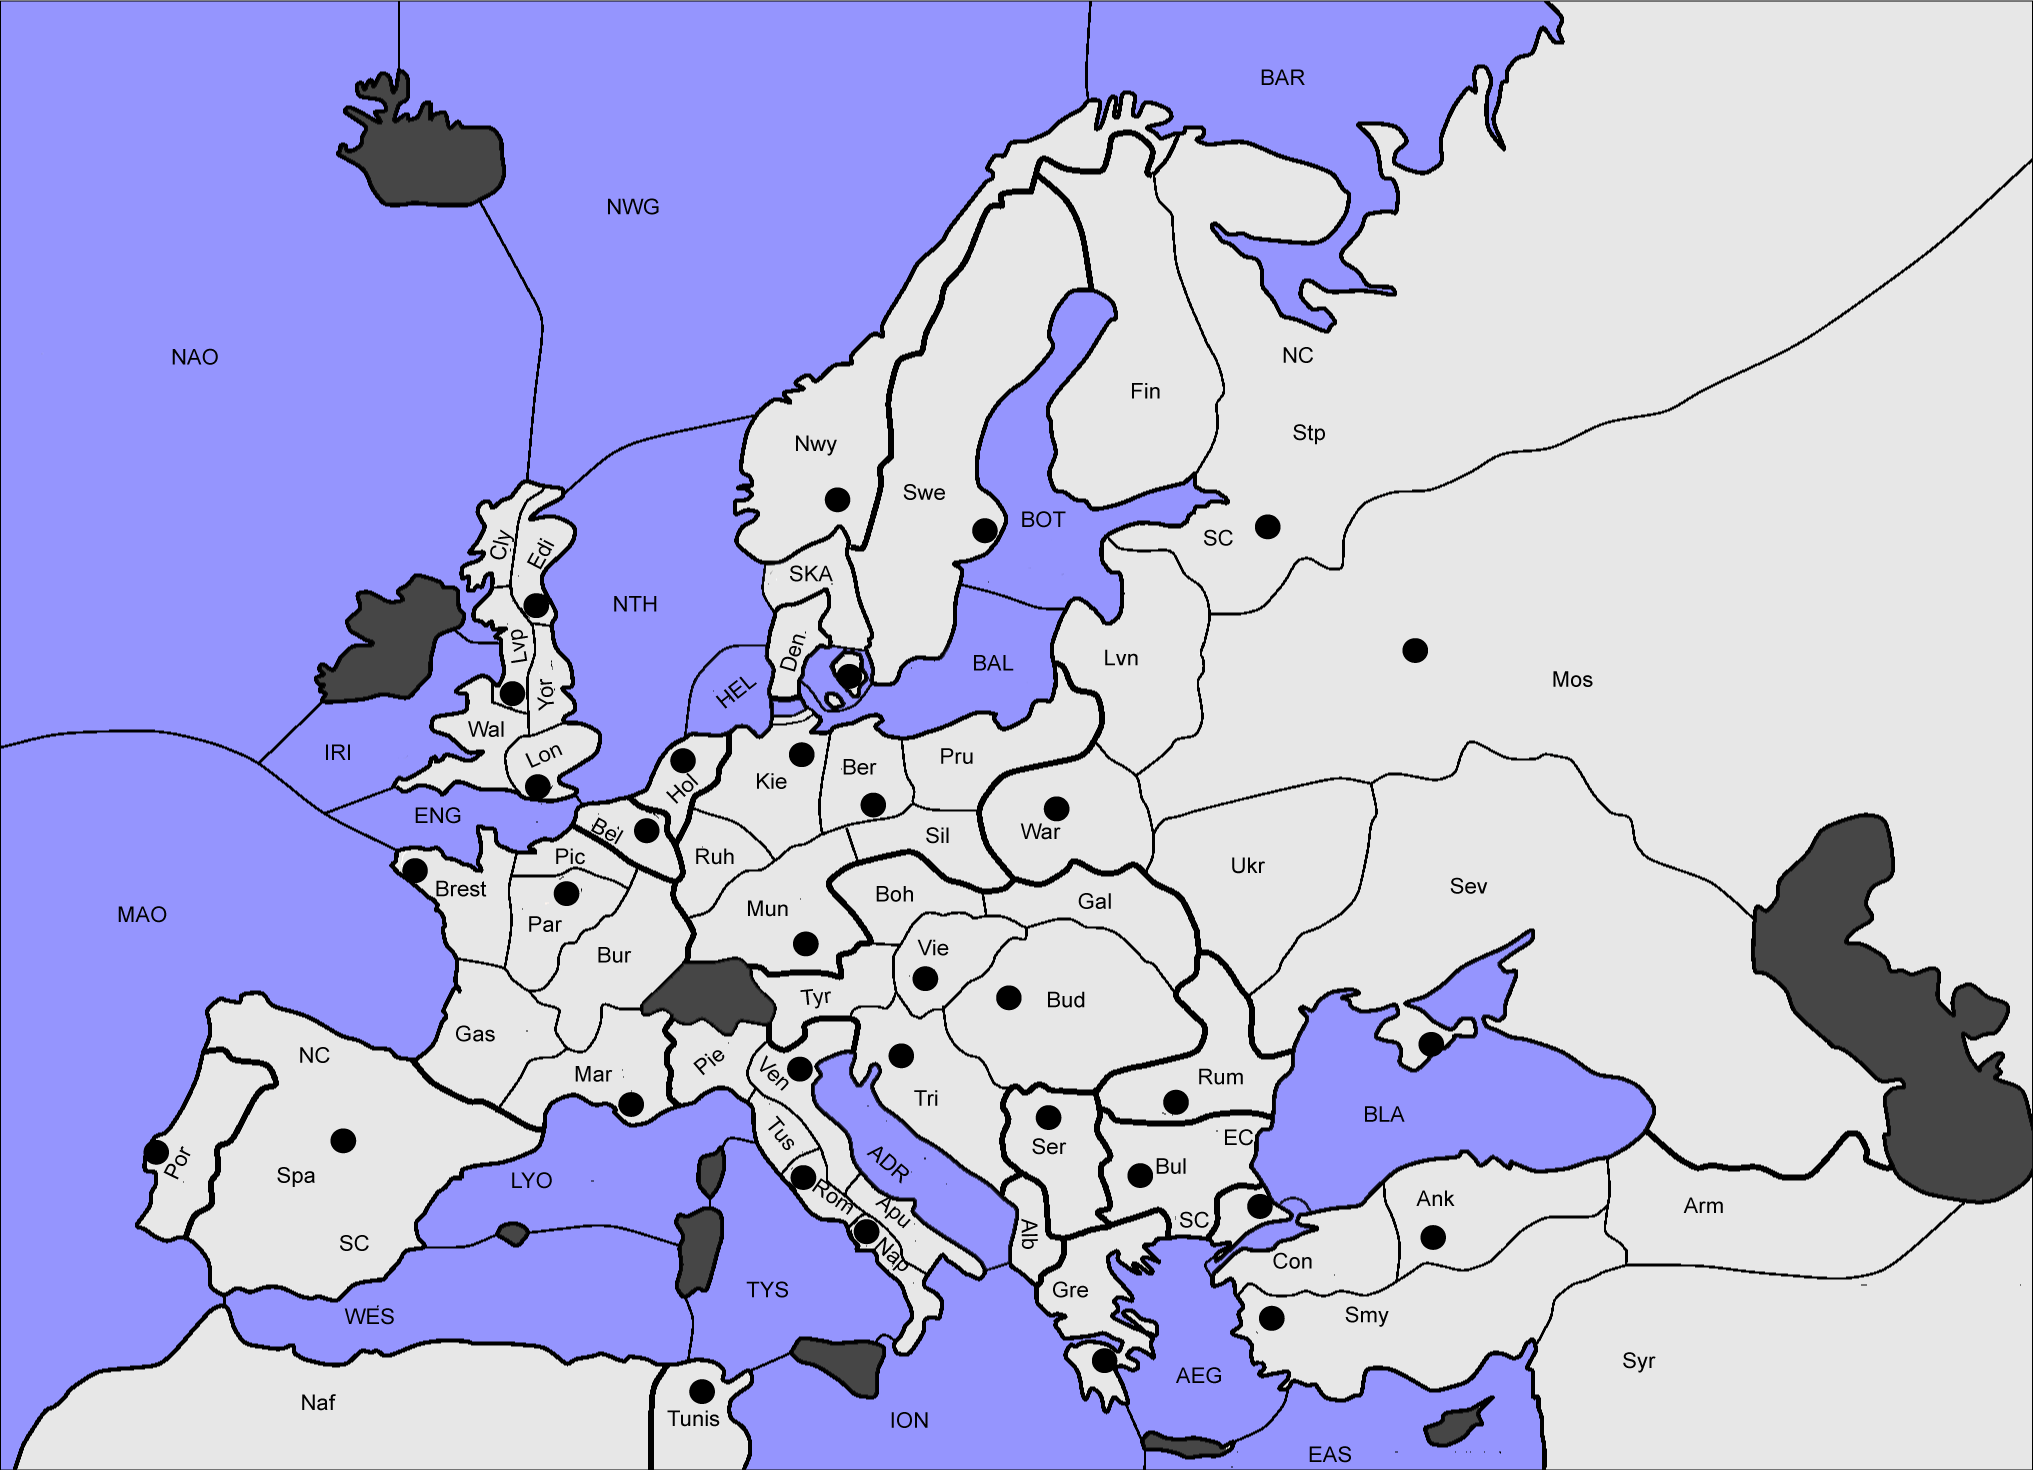 BAR
NWG
NAO
NC
Fin
Stp
Nwy
Swe
BOT
SC
Cly
Edi
SKA
NTH
Lvp
Den
BAL
Lvn
Mos
HEL
Yor
Wal
IRI
Lon
Kie
Ber
Pru
Hol
ENG
Bel
War
Sil
Pic
Ruh
Ukr
Brest
Boh
Gal
Sev
MAO
Par
Mun
Vie
Bur
Tyr
Bud
Gas
NC
Pie
Ven
Mar
Rum
Tri
BLA
Tus
Ser
EC
Por
Spa
LYO
ADR
Bul
Rom
Apu
Ank
Arm
SC
SC
Alb
Nap
Con
Gre
TYS
WES
Smy
Syr
AEG
Naf
Tunis
ION
EAS